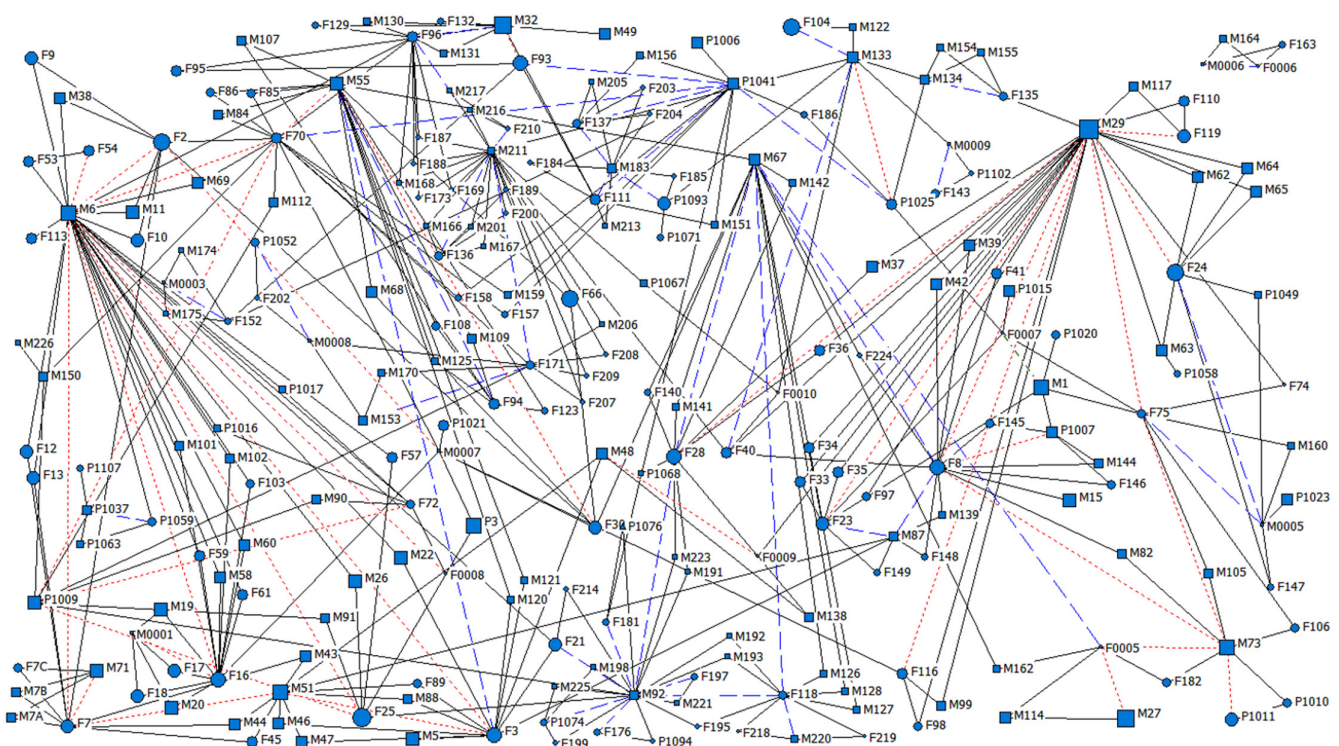 M130 F132 M32
F129 F96 M49
F104 M122
M107 M131 F93 M156 P1006 M133 M154 M155 M164 F163
F9 F95 M0006 F0006
M55 M205 F203 P1041 M134 F135 M117 F110
M38 F86 F85 M217
M84 M216 F137 F204 F186 M29 F119
F2 F70 F187 F210
F53 F54 M211 M0009
F188 F184 M183 M67 M64
M69 M168 F169 F189 F185 M142 P1102 M62 M65
F173 F111 P1093 F143 P1025
M6 M11 M112 M166 M201 F200 M213 M151
F113 F10 P1052 M167 P1071 M39
M174 F136 M37 F41 F24
M0003 M68 F158 M159 F66 P1067 M42 P1015 P1049
F202 F157
M175 F152 F108 M206 F0007 P1020
M226 M0008 M109 F36 F224 M63
M150 M125 F171 F208 P1058
M170 F209 M1 F74
P1017 F94 F123 F207 F140 F0010
M153 M141 F75
P1016 P1021 F145 P1007
F12 M101 M102 F57 M0007 M48 F28 F40 F34 M160
F13 P1107 F103 P1068 F35 F8 M144
F33 F97 F146
M90 F72 M15 P1023
P1037 P1059 P3 F30 P1076 F23 M139 M0005
P1063 F59 M60 M87
M22 M223 F0009 F148 M82
M58 M26 F0008 M191 F149 M105 F147
P1009 F61 M121 F214
M19 M91 M120 M138
M0001 F181 F106
F7C M71 F17 F16 M43 F21 M192 F0005 M73
M7B M51 F89 M198 M193 F116 M162
F18 M88 M225 M92 F197 F118 M126 F182
M20 M221 M128 M99 P1010
M7A F7 M44 M46 F25 F3 P1074 F176 F195 M127 F98 M114 M27 P1011
F45 M47 M5 F199 P1094 F218 M220 F219